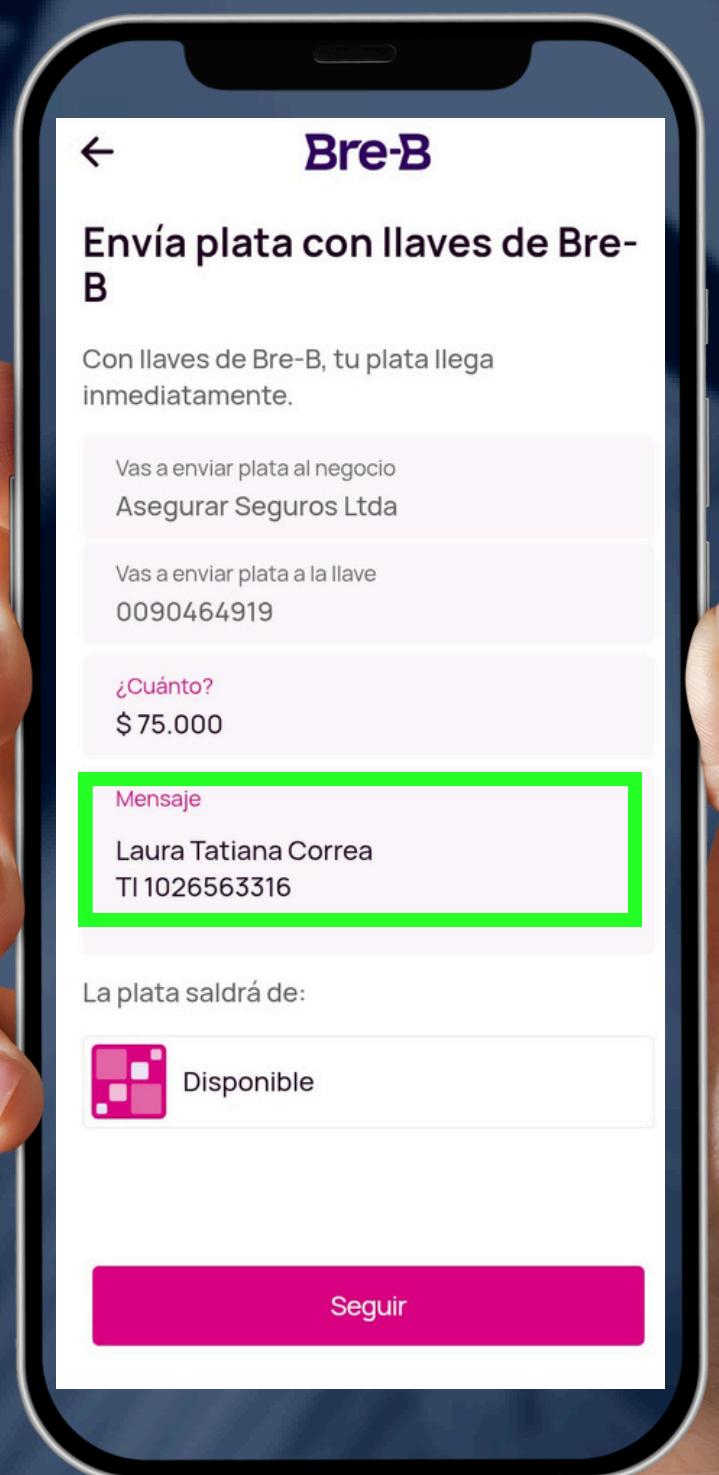 Bre-B
Envía plata con llaves de Bre-
B
Con llaves de Bre-B, tu plata llega
inmediatamente.
Vas a enviar plata al negocio
Asegurar Seguros Ltda
Vas a enviar plata a la llave
0090464919
¿Cuánto?
$ 75.000
Mensaje
Laura Tatiana Correa
TI 1026563316
La plata saldrá de:
Disponible
Seguir